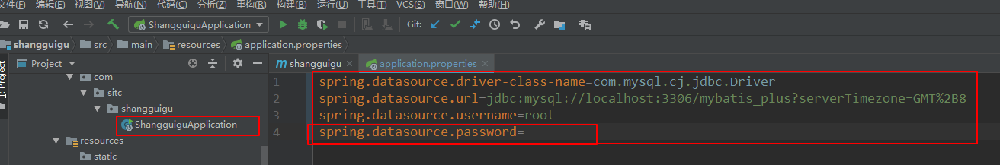 文件(F) 编辑(E) 视图(V) 导航(N) 代码(C) 分析(Z) 重构(R) 构建(B) 运行(U) 工具(T) VCS(S) 窗口(W) 帮助(H)
ShangguiguApplication Git:
shangguigu src main resources application.properties
1: Project
Project
shangguigu application.properties
com
sitc
shangguigu
ShangguiguApplication
resources
static
1 spring.datasource.driver-class-name=com.mysql.cj.jdbc.Driver
2 spring.datasource.url=jdbc:mysql://localhost:3306/mybatis_plus?serverTimezone=GMT%2B8
3 spring.datasource.username=root
4 spring.datasource.password=